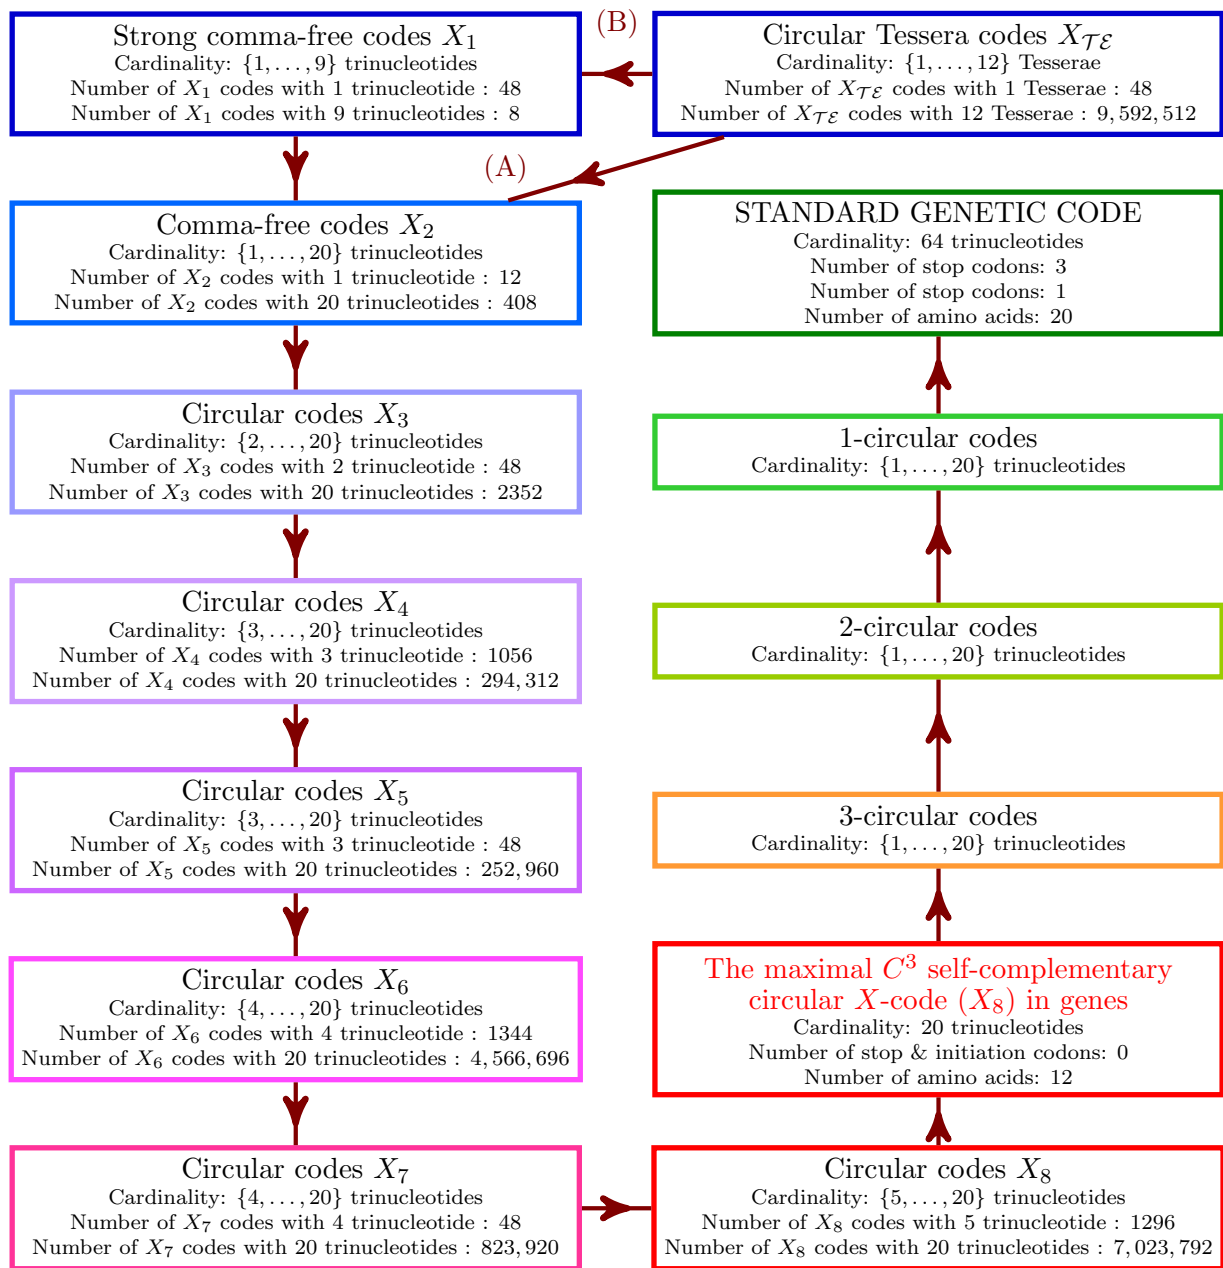 Strong comma-free codes X₁
Cardinality: {1, . . . , 9} trinucleotides
Number of X₁ codes with 1 trinucleotide : 48
Number of X₁ codes with 9 trinucleotides : 8
(B)
Circular Tessera codes X_𝒯ℰ
Cardinality: {1, . . . , 12} Tesserae
Number of X_𝒯ℰ codes with 1 Tesserae : 48
Number of X_𝒯ℰ codes with 12 Tesserae : 9, 592, 512
(A)
Comma-free codes X₂
Cardinality: {1, . . . , 20} trinucleotides
Number of X₂ codes with 1 trinucleotide : 12
Number of X₂ codes with 20 trinucleotides : 408
Circular codes X₃
Cardinality: {2, . . . , 20} trinucleotides
Number of X₃ codes with 2 trinucleotide : 48
Number of X₃ codes with 20 trinucleotides : 2352
Circular codes X₄
Cardinality: {3, . . . , 20} trinucleotides
Number of X₄ codes with 3 trinucleotide : 1056
Number of X₄ codes with 20 trinucleotides : 294, 312
Circular codes X₅
Cardinality: {3, . . . , 20} trinucleotides
Number of X₅ codes with 3 trinucleotide : 48
Number of X₅ codes with 20 trinucleotides : 252, 960
Circular codes X₆
Cardinality: {4, . . . , 20} trinucleotides
Number of X₆ codes with 4 trinucleotide : 1344
Number of X₆ codes with 20 trinucleotides : 4, 566, 696
Circular codes X₇
Cardinality: {4, . . . , 20} trinucleotides
Number of X₇ codes with 4 trinucleotide : 48
Number of X₇ codes with 20 trinucleotides : 823, 920
Circular codes X₈
Cardinality: {5, . . . , 20} trinucleotides
Number of X₈ codes with 5 trinucleotide : 1296
Number of X₈ codes with 20 trinucleotides : 7, 023, 792
The maximal C³ self-complementary
circular X-code (X₈) in genes
Cardinality: 20 trinucleotides
Number of stop & initiation codons: 0
Number of amino acids: 12
3-circular codes
Cardinality: {1, . . . , 20} trinucleotides
2-circular codes
Cardinality: {1, . . . , 20} trinucleotides
1-circular codes
Cardinality: {1, . . . , 20} trinucleotides
STANDARD GENETIC CODE
Cardinality: 64 trinucleotides
Number of stop codons: 3
Number of stop codons: 1
Number of amino acids: 20